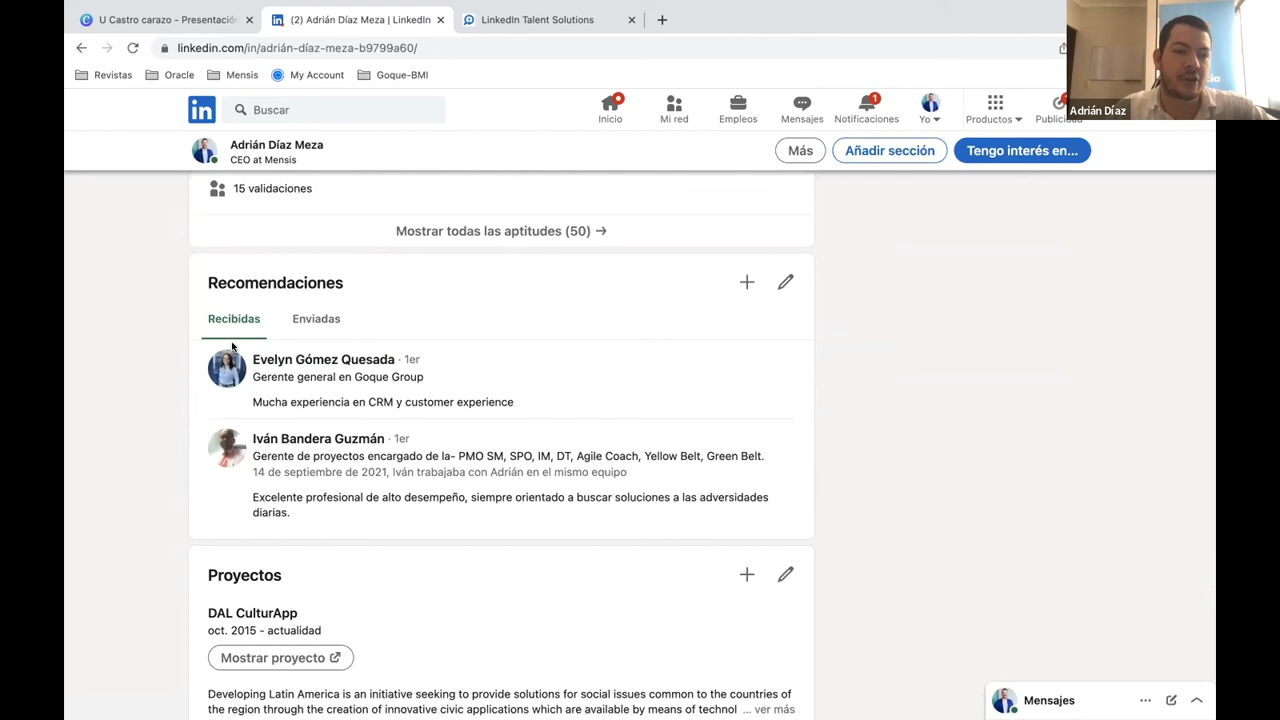 U Castro carazo - Presentació
(2) Adrián Díaz Meza | LinkedIn
LinkedIn Talent Solutions
linkedin.com/in/adrián-díaz-meza-b9799a60/
Revistas
Oracle
Mensis
My Account
Goque-BMI
in
Buscar
Inicio
Mi red
Empleos
Mensajes
1
Notificaciones
Yo
Productos
Adrián Díaz
Adrián Díaz Meza
CEO at Mensis
Más
Añadir sección
Tengo interés en...
15 validaciones
Mostrar todas las aptitudes (50) →
Recomendaciones
Recibidas
Enviadas
Evelyn Gómez Quesada · 1er
Gerente general en Goque Group
Mucha experiencia en CRM y customer experience
Iván Bandera Guzmán · 1er
Gerente de proyectos encargado de la- PMO SM, SPO, IM, DT, Agile Coach, Yellow Belt, Green Belt.
14 de septiembre de 2021, Iván trabajaba con Adrián en el mismo equipo
Excelente profesional de alto desempeño, siempre orientado a buscar soluciones a las adversidades
diarias.
Proyectos
DAL CulturApp
oct. 2015 - actualidad
Mostrar proyecto
Developing Latin America is an initiative seeking to provide solutions for social issues common to the countries of
the region through the creation of innovative civic applications which are available by means of technol ... ver más
Mensajes